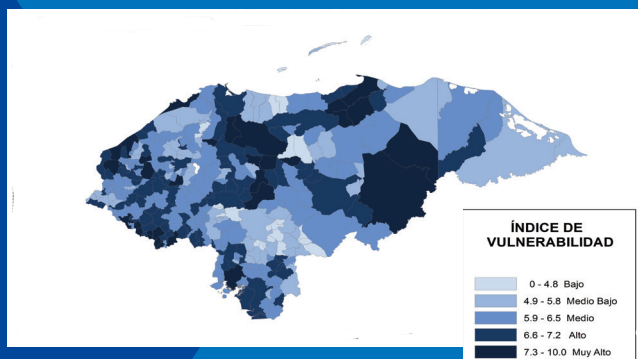 ÍNDICE DE
VULNERABILIDAD
0 - 4.8 Bajo
4.9 - 5.8 Medio Bajo
5.9 - 6.5 Medio
6.6 - 7.2 Alto
7.3 - 10.0 Muy Alto